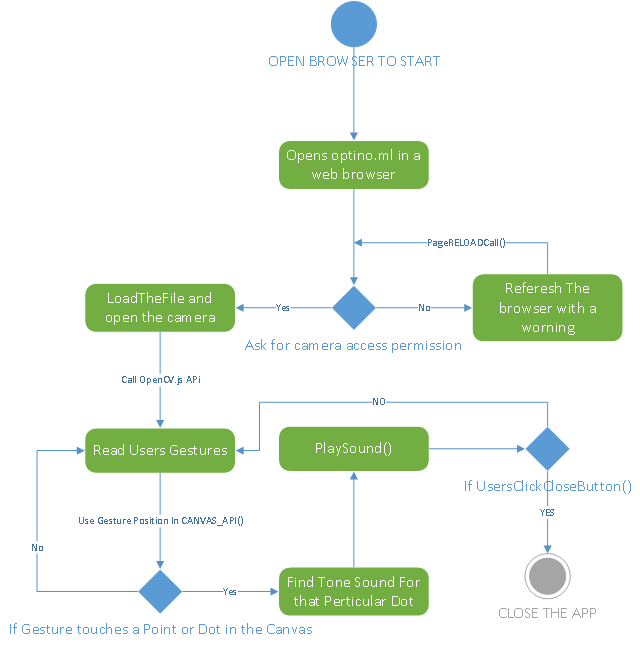 OPEN BROWSER TO START
Opens optino.ml in a
web browser
PageRELOADCall()
LoadTheFile and
open the camera
Yes
No
Referesh The
browser with a
worning
Ask for camera access permission
Call OpenCV.js APi
NO
Read Users Gestures
PlaySound()
If UsersClickCloseButton()
Use Gesture Position In CANVAS_API()
YES
No
Yes
Find Tone Sound For
that Perticular Dot
CLOSE THE APP
If Gesture touches a Point or Dot in the Canvas